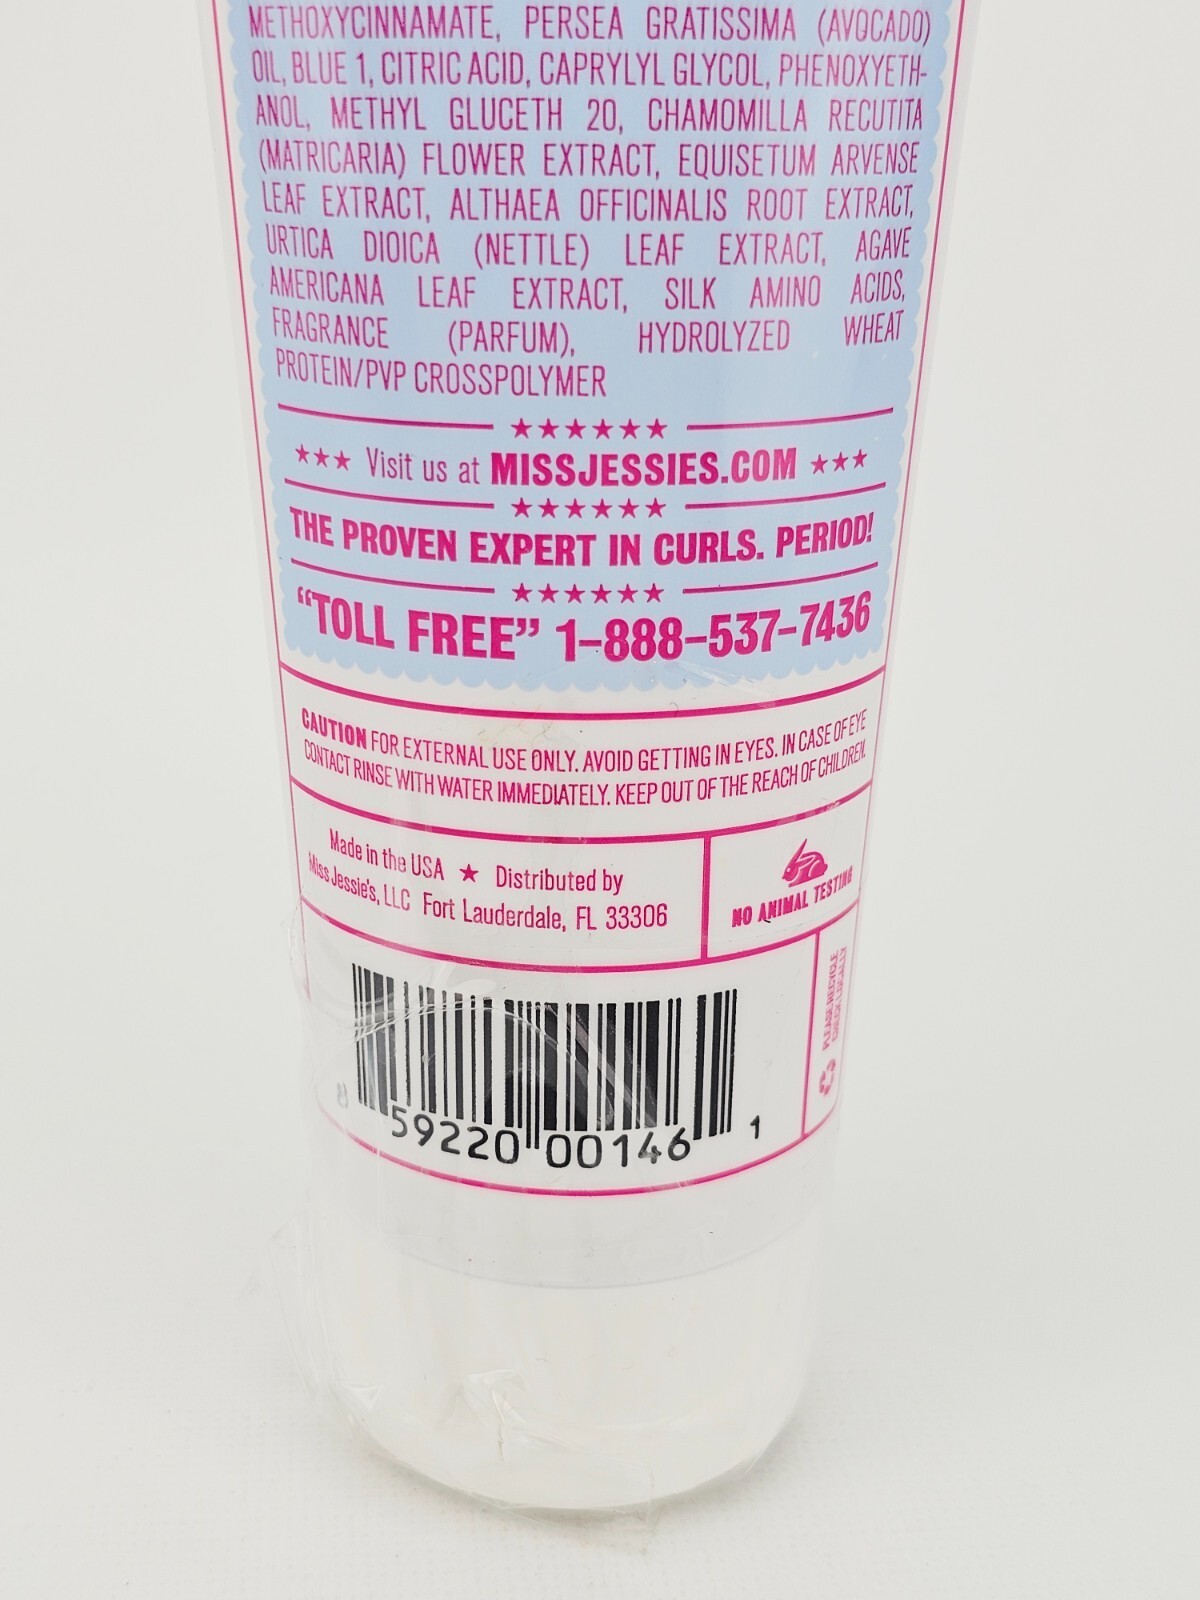 METHOXYCINNAMATE, PERSEA GRATISSIMA (AVOCADO)
OIL, BLUE 1, CITRIC ACID, CAPRYLYL GLYCOL, PHENOXYETH-
ANOL, METHYL GLUCETH 20, CHAMOMILLA RECUTITA
(MATRICARIA) FLOWER EXTRACT, EQUISETUM ARVENSE
LEAF EXTRACT, ALTHAEA OFFICINALIS ROOT EXTRACT,
URTICA DIOICA (NETTLE) LEAF EXTRACT, AGAVE
AMERICANA LEAF EXTRACT, SILK AMINO ACIDS,
FRAGRANCE (PARFUM), HYDROLYZED WHEAT
PROTEIN/PVP CROSSPOLYMER
★★★★★★
★★★ Visit us at MISSJESSIES.COM ★★★
★★★★★★
THE PROVEN EXPERT IN CURLS. PERIOD!
★★★★★★
“TOLL FREE” 1-888-537-7436
CAUTION FOR EXTERNAL USE ONLY. AVOID GETTING IN EYES. IN CASE OF EYE
CONTACT RINSE WITH WATER IMMEDIATELY. KEEP OUT OF THE REACH OF CHILDREN.
Made in the USA ★ Distributed by
Miss Jessie's, LLC Fort Lauderdale, FL 33306
NO ANIMAL TESTING
PLEASE RECYCLE
CHECK LOCALLY
8 59220 00146 1